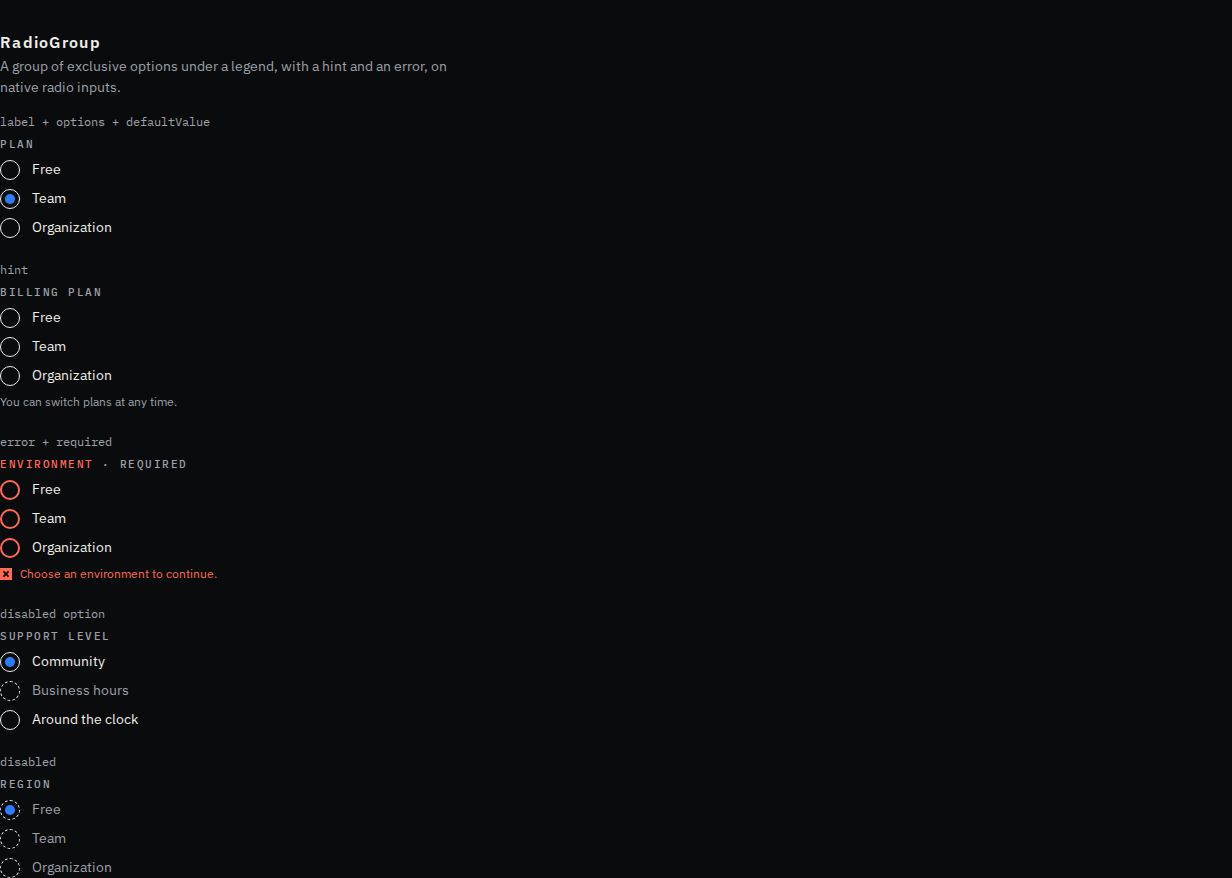 RadioGroup
A group of exclusive options under a legend, with a hint and an error, on
native radio inputs.
label + options + defaultValue
PLAN
Free
Team
Organization
hint
BILLING PLAN
Free
Team
Organization
You can switch plans at any time.
error + required
ENVIRONMENT · REQUIRED
Free
Team
Organization
Choose an environment to continue.
disabled option
SUPPORT LEVEL
Community
Business hours
Around the clock
disabled
REGION
Free
Team
Organization